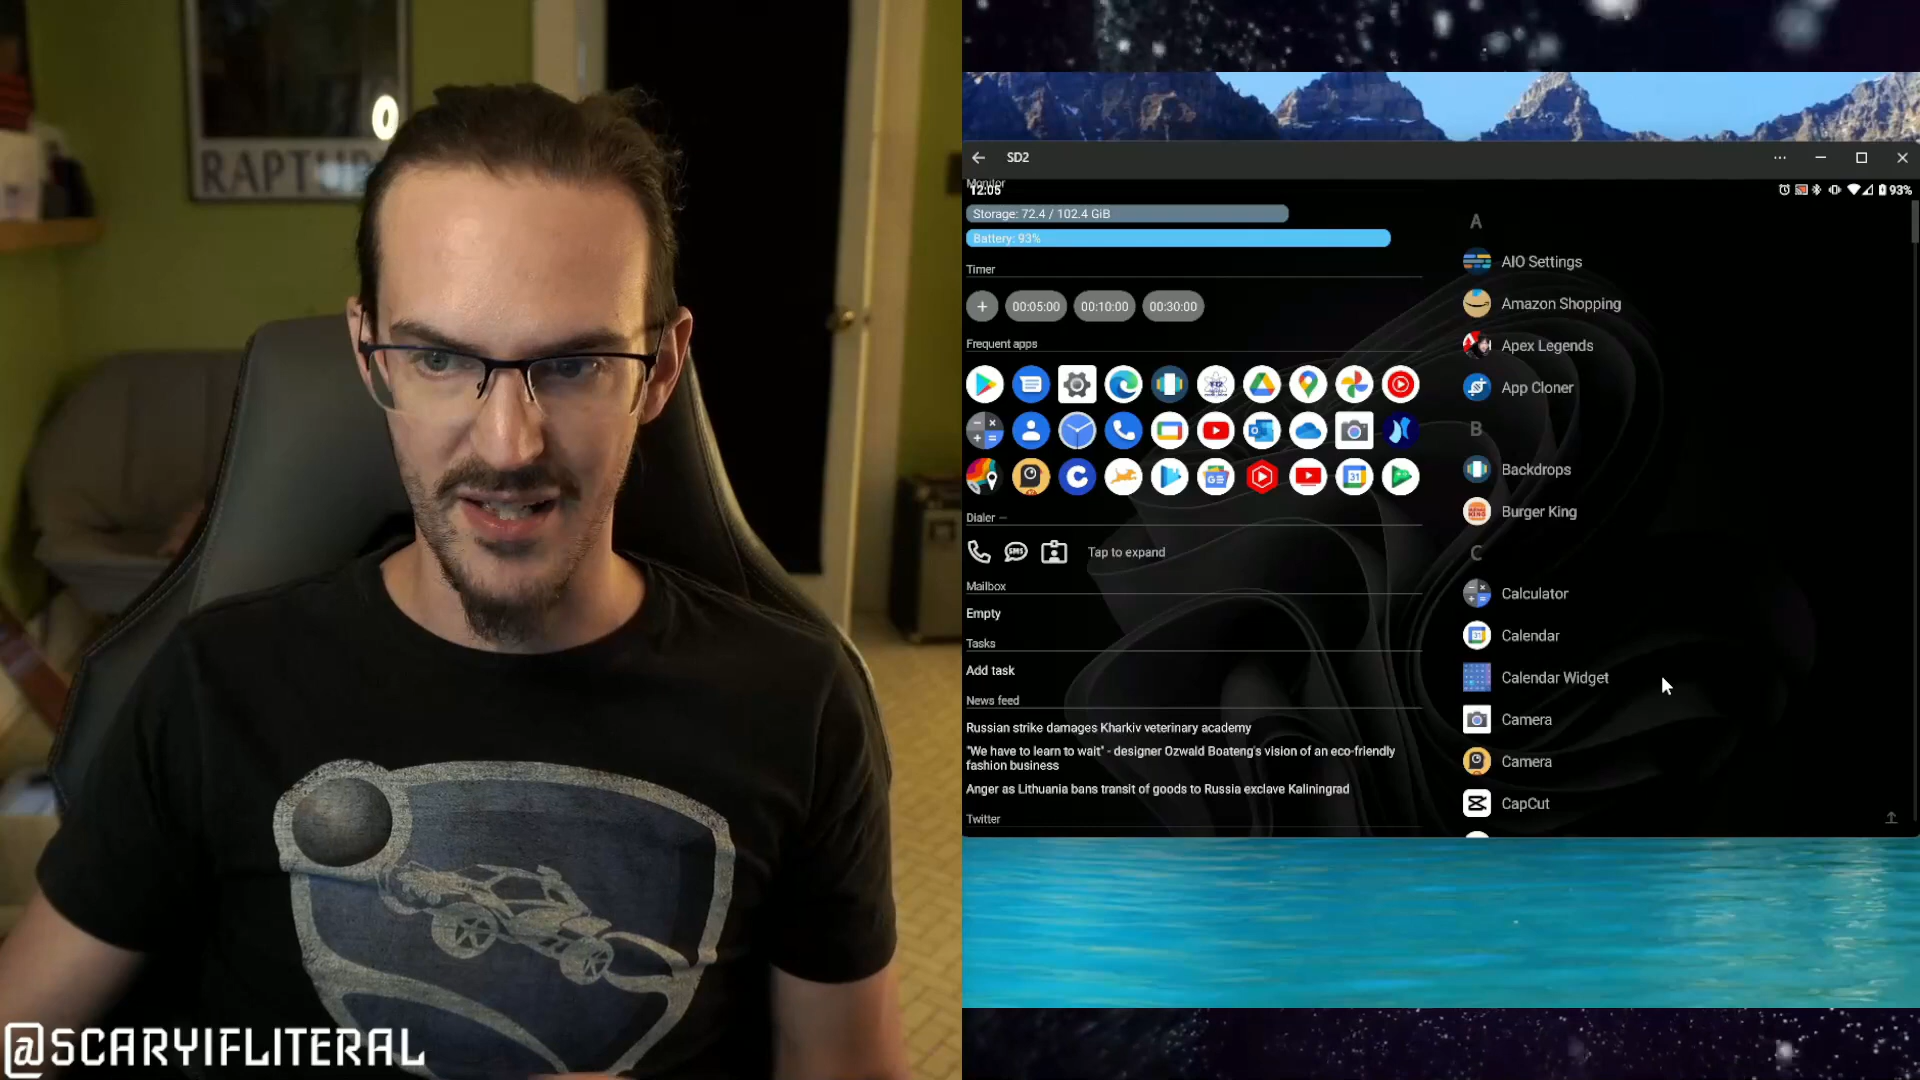 RAPTUR
@SCARYIFLITERAL
SD2
Monitor
12:05
93%
Storage: 72.4 / 102.4 GiB
Battery: 93%
Timer
+
00:05:00
00:10:00
00:30:00
Frequent apps
Dialer –
SMS
Tap to expand
Mailbox
Empty
Tasks
Add task
News feed
Russian strike damages Kharkiv veterinary academy
"We have to learn to wait" - designer Ozwald Boateng's vision of an eco-friendly
fashion business
Anger as Lithuania bans transit of goods to Russia exclave Kaliningrad
Twitter
A
AIO Settings
Amazon Shopping
Apex Legends
App Cloner
B
Backdrops
Burger King
C
Calculator
Calendar
Calendar Widget
Camera
Camera
CapCut